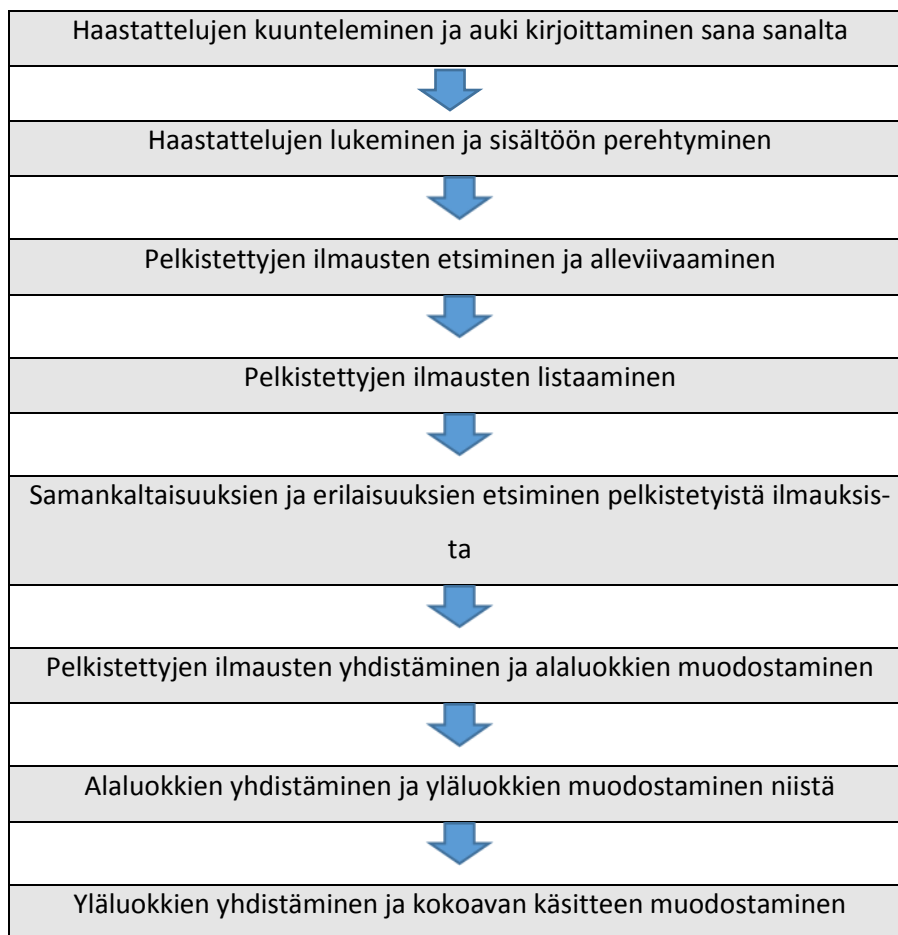 Haastattelujen kuunteleminen ja auki kirjoittaminen sana sanalta
Haastattelujen lukeminen ja sisältöön perehtyminen
Pelkistettyjen ilmausten etsiminen ja alleviivaaminen
Pelkistettyjen ilmausten listaaminen
Samankaltaisuuksien ja erilaisuuksien etsiminen pelkistetyistä ilmauksis-
ta
Pelkistettyjen ilmausten yhdistäminen ja alaluokkien muodostaminen
Alaluokkien yhdistäminen ja yläluokkien muodostaminen niistä
Yläluokkien yhdistäminen ja kokoavan käsitteen muodostaminen